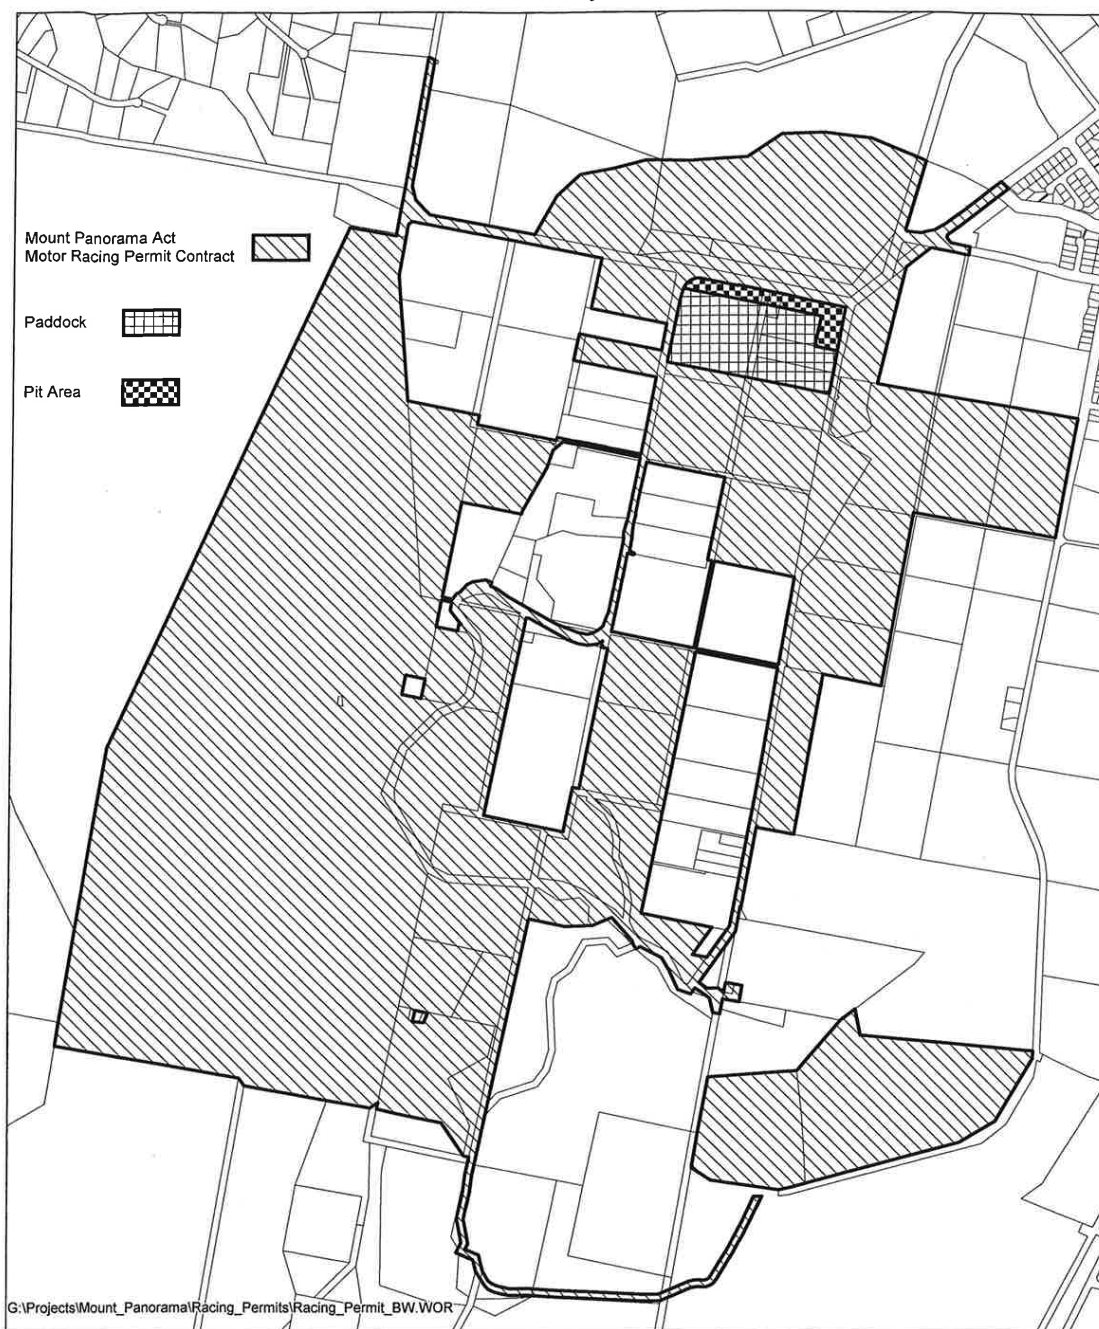 Mount Panorama Act
Motor Racing Permit Contract
Paddock
Pit Area
G:\Projects\Mount_Panorama\Racing_Permits\Racing_Permit_BW.WOR